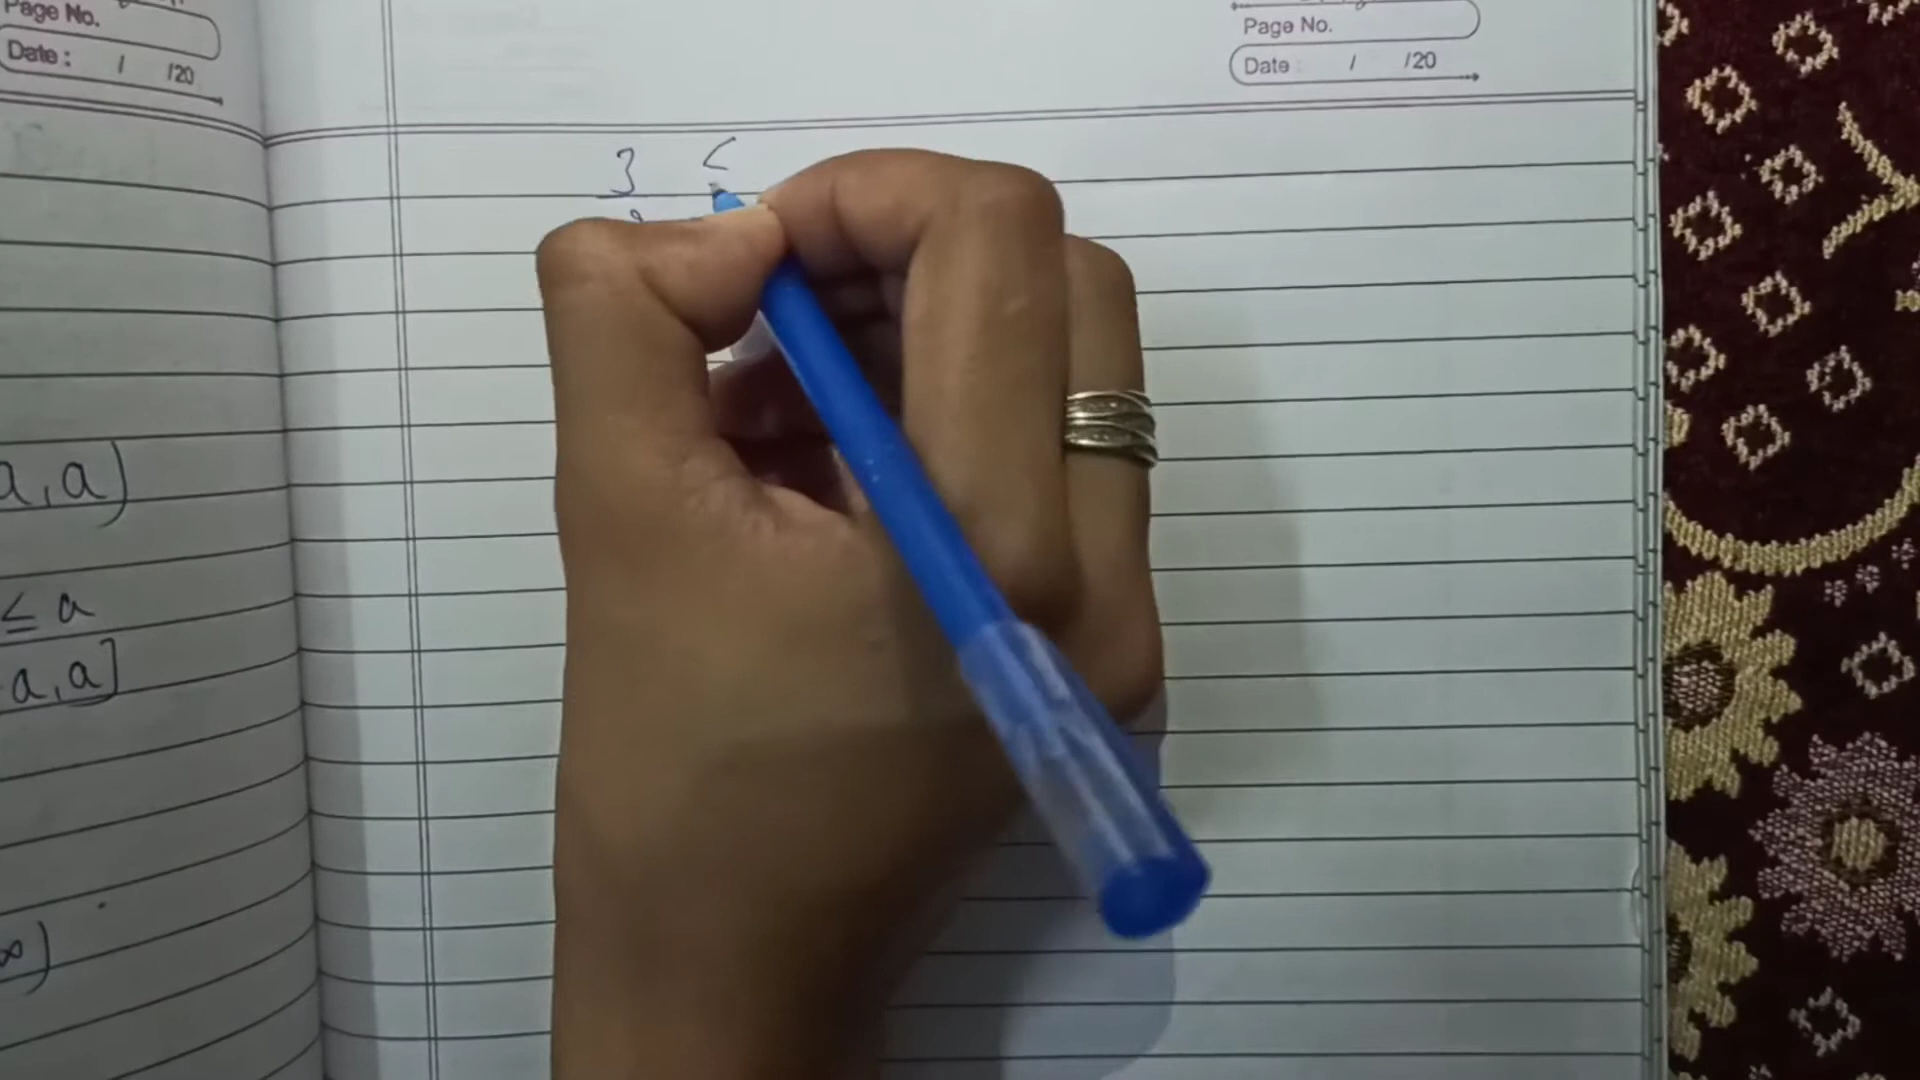 Page No.
Date : / /20
a,a)
≤ a
a,a]
∞)
Page No.
Date / /20
3 <